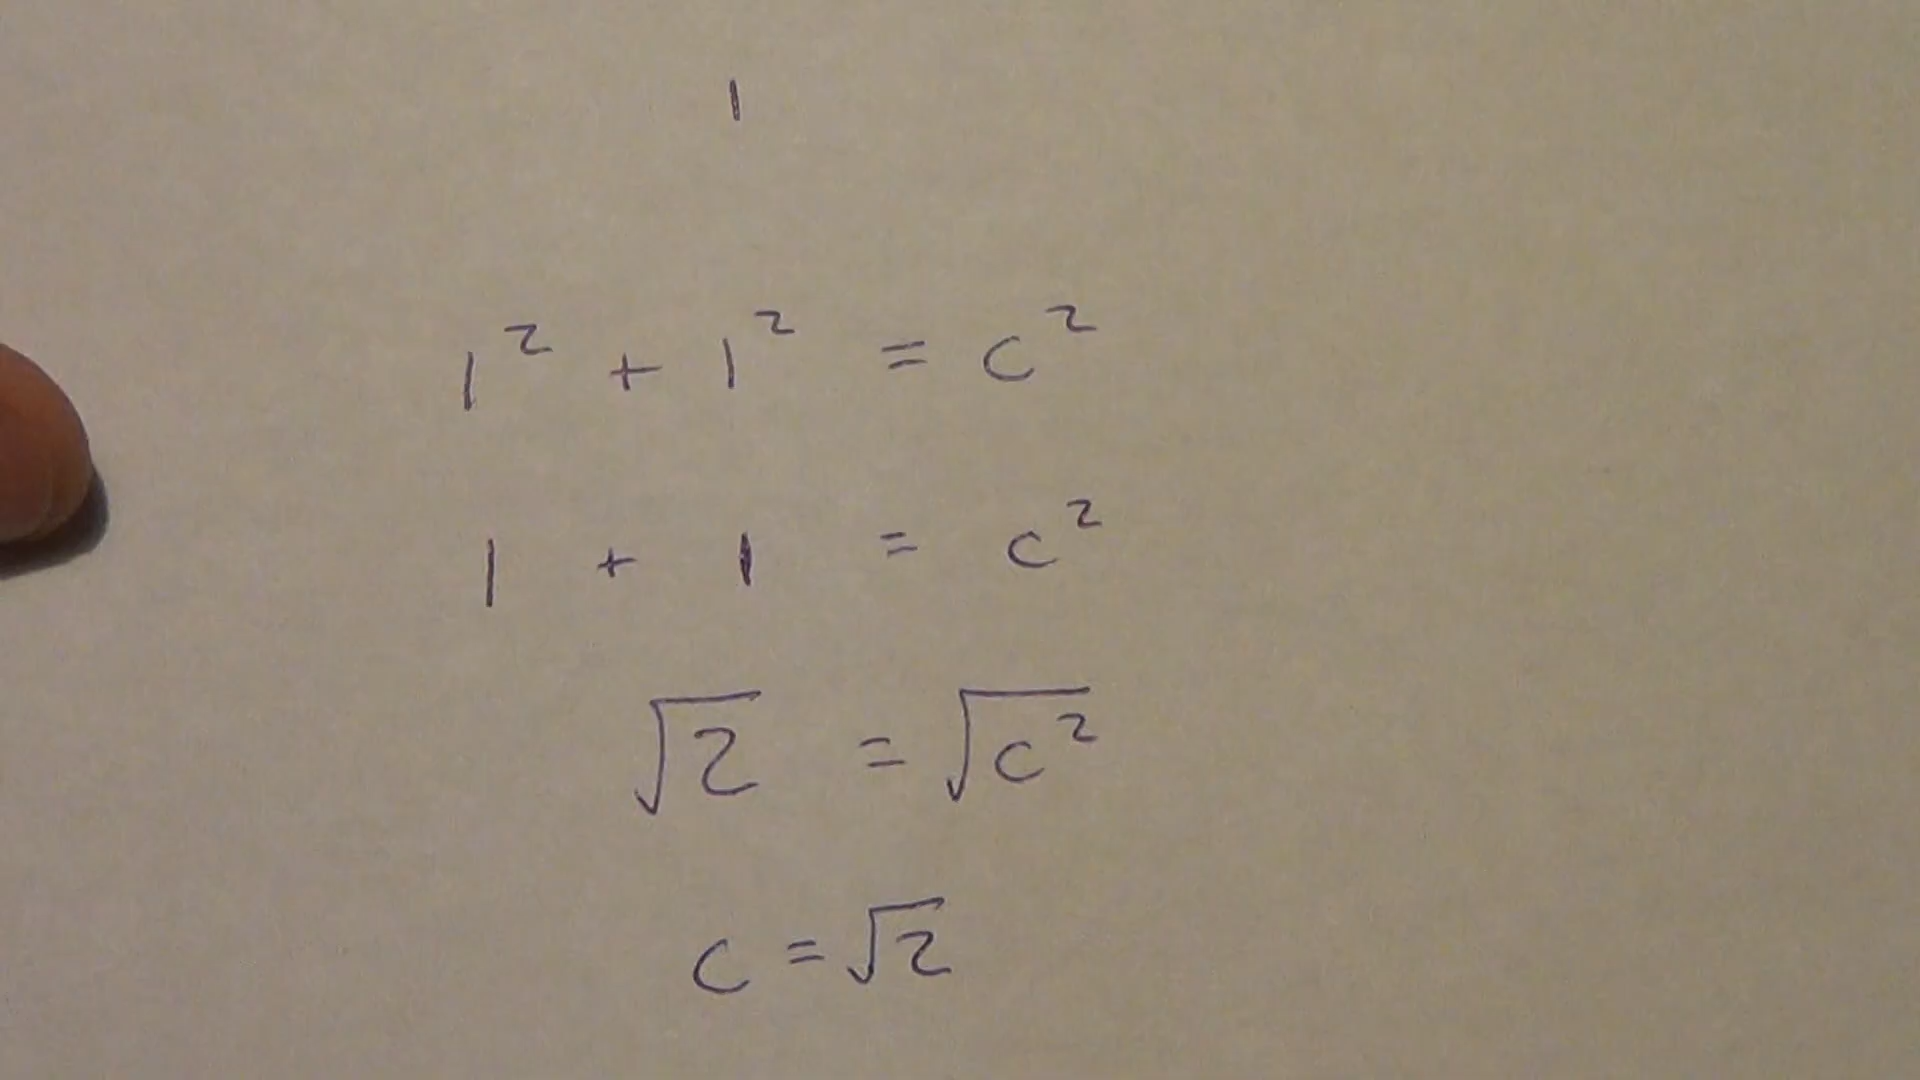 1
1² + 1² = c²
1 + 1 = c²
√2 = √c²
c = √2